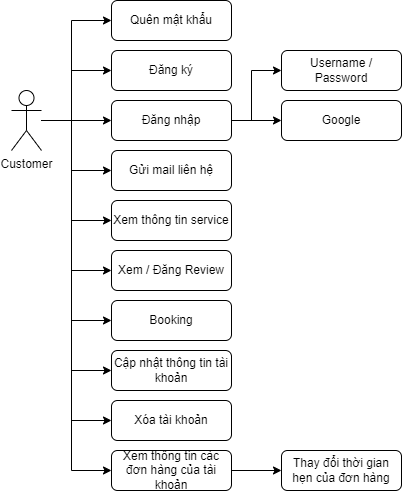 Quên mật khẩu
Đăng ký
Username /
Password
Customer
Đăng nhập
Google
Gửi mail liên hệ
Xem thông tin service
Xem / Đăng Review
Booking
Cập nhật thông tin tài
khoản
Xóa tài khoản
Xem thông tin các
đơn hàng của tài
khoản
Thay đổi thời gian
hẹn của đơn hàng